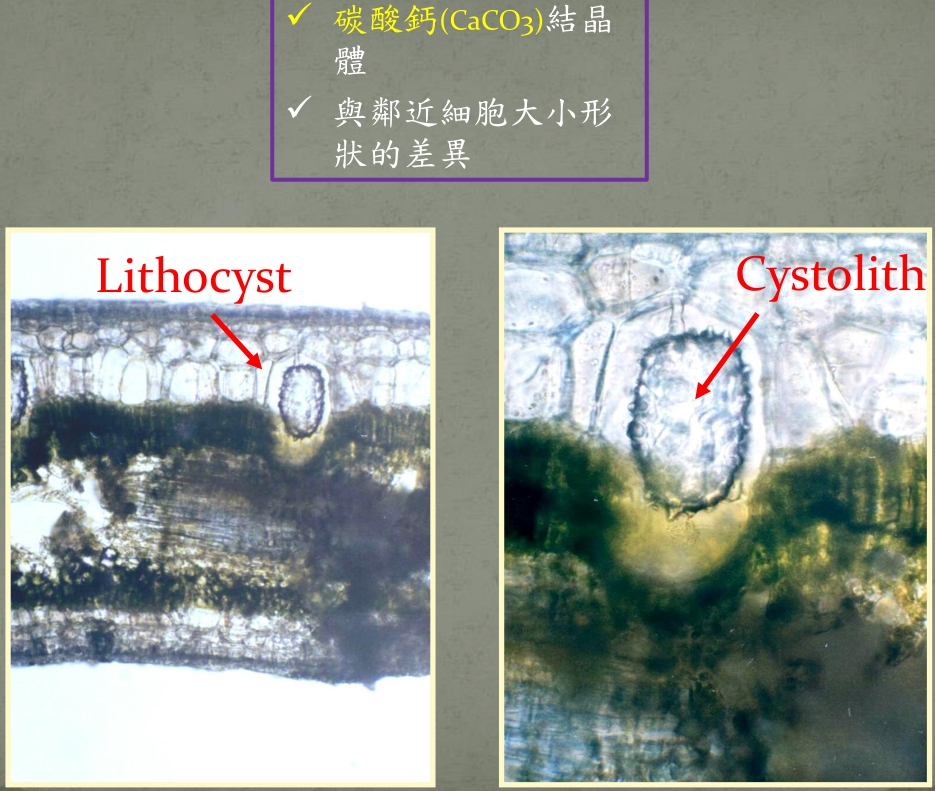 ✓ 碳酸鈣(CaCO3)結晶
體
✓ 與鄰近細胞大小形
狀的差異
Lithocyst
Cystolith